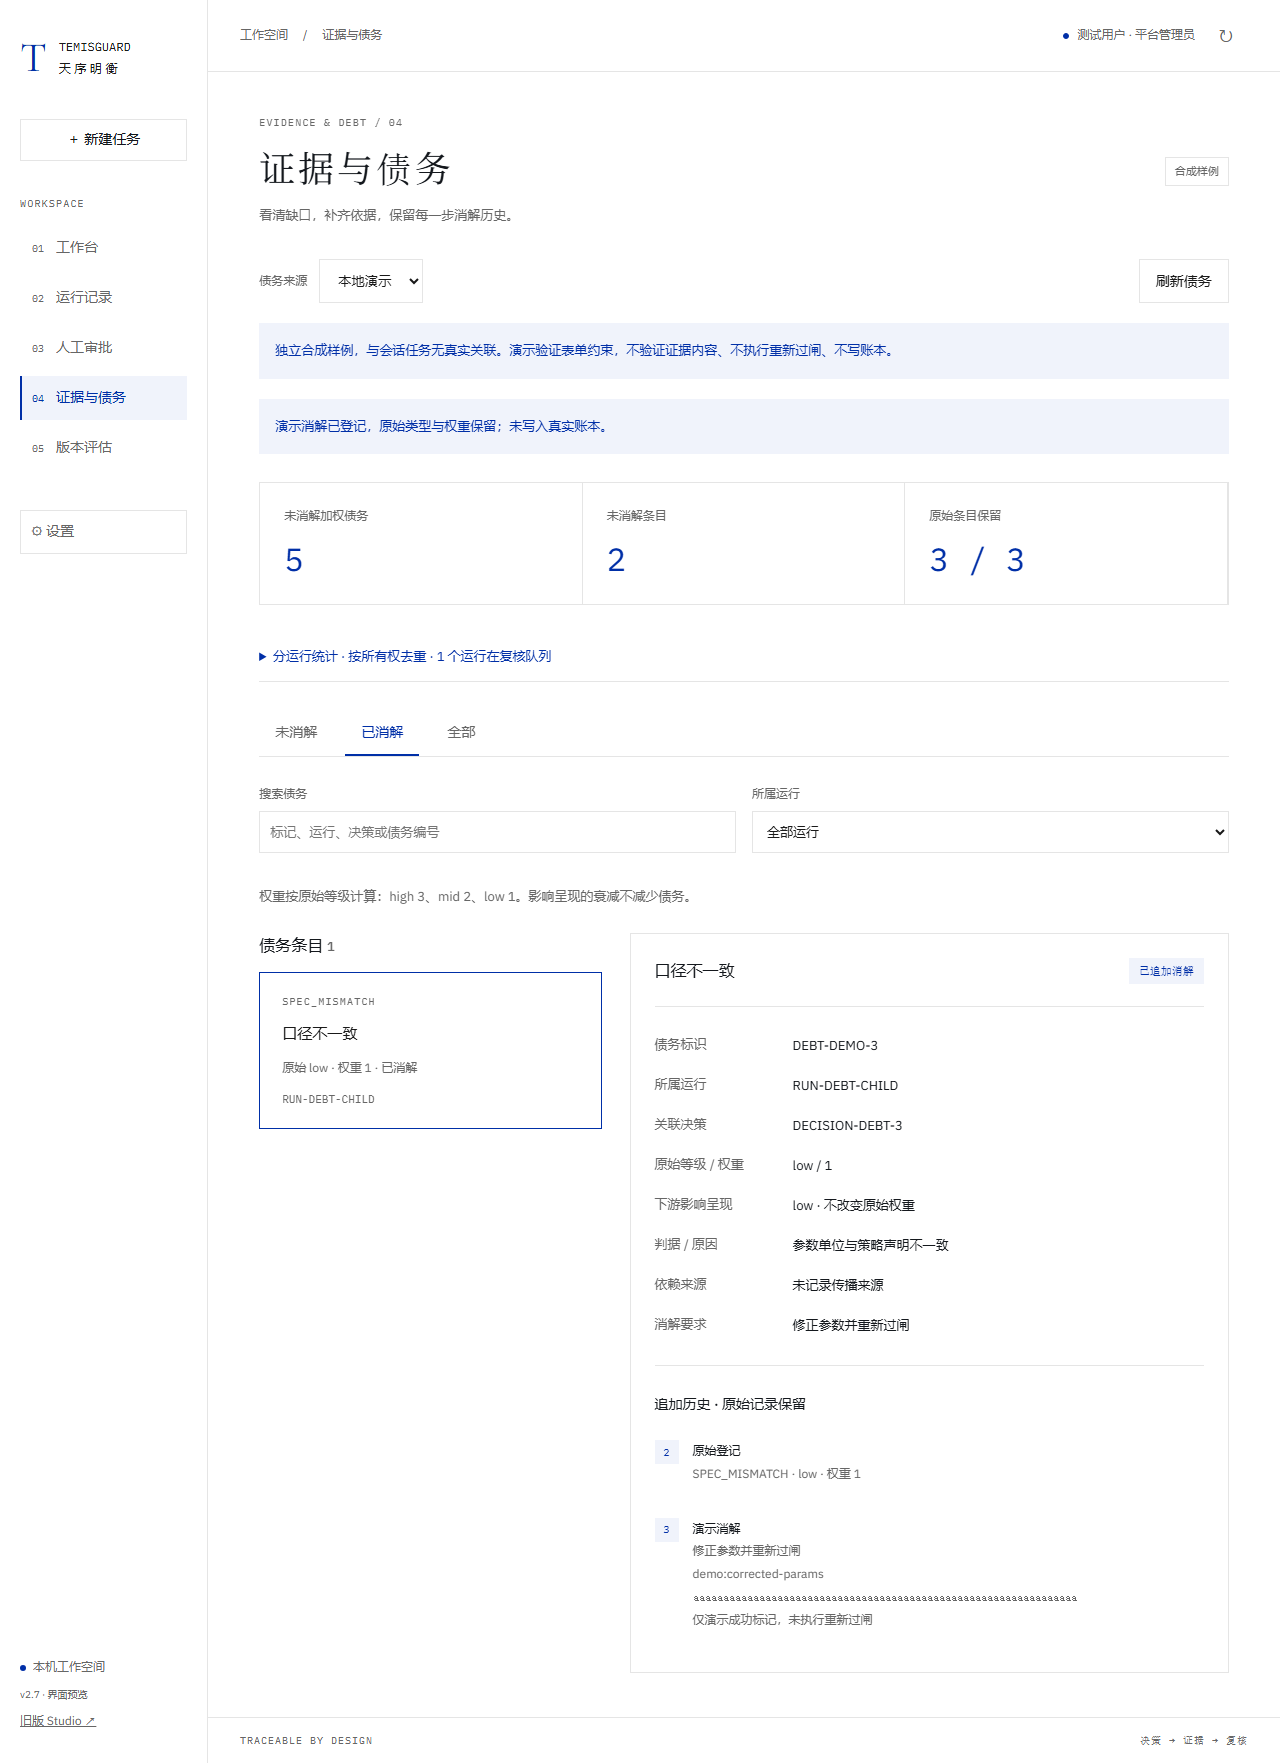 T TEMISGUARD
天序明衡
+ 新建任务
WORKSPACE
01 工作台
02 运行记录
03 人工审批
04 证据与债务
05 版本评估
⚙ 设置
本机工作空间
v2.7 · 界面预览
旧版 Studio ↗
工作空间 / 证据与债务
测试用户 · 平台管理员 ↻
EVIDENCE & DEBT / 04
证据与债务
合成样例
看清缺口，补齐依据，保留每一步消解历史。
债务来源 本地演示
刷新债务
独立合成样例，与会话任务无真实关联。演示验证表单约束，不验证证据内容、不执行重新过闸、不写账本。
演示消解已登记，原始类型与权重保留；未写入真实账本。
未消解加权债务
5
未消解条目
2
原始条目保留
3 / 3
▶ 分运行统计 · 按所有权去重 · 1 个运行在复核队列
未消解 已消解 全部
搜索债务
标记、运行、决策或债务编号
所属运行
全部运行
权重按原始等级计算：high 3、mid 2、low 1。影响呈现的衰减不减少债务。
债务条目 1
SPEC_MISMATCH
口径不一致
原始 low · 权重 1 · 已消解
RUN-DEBT-CHILD
口径不一致
已追加消解
债务标识 DEBT-DEMO-3
所属运行 RUN-DEBT-CHILD
关联决策 DECISION-DEBT-3
原始等级 / 权重 low / 1
下游影响呈现 low · 不改变原始权重
判据 / 原因 参数单位与策略声明不一致
依赖来源 未记录传播来源
消解要求 修正参数并重新过闸
追加历史 · 原始记录保留
2 原始登记
SPEC_MISMATCH · low · 权重 1
3 演示消解
修正参数并重新过闸
demo:corrected-params
aaaaaaaaaaaaaaaaaaaaaaaaaaaaaaaaaaaaaaaaaaaaaaaaaaaaaaaaaaaaaaaa
仅演示成功标记，未执行重新过闸
TRACEABLE BY DESIGN
决策 → 证据 → 复核